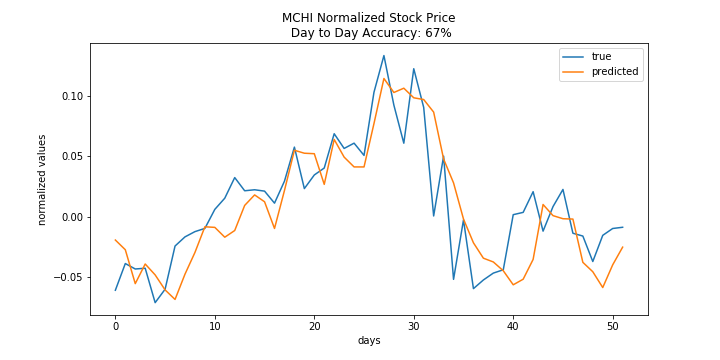 MCHI Normalized Stock Price
Day to Day Accuracy: 67%
true
predicted
normalized values
0.10
0.05
0.00
−0.05
0
10
20
30
40
50
days